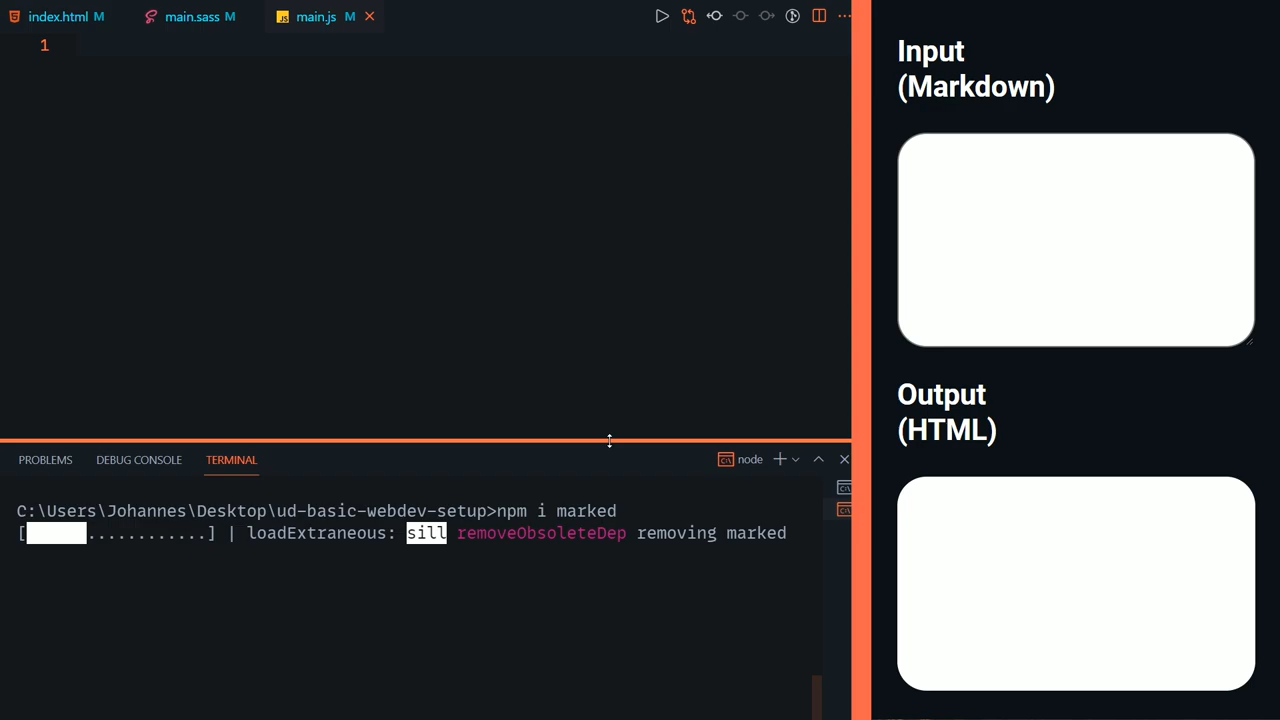 index.html M
main.sass M
JS main.js M
1
PROBLEMS DEBUG CONSOLE TERMINAL
node
C:\Users\Johannes\Desktop\ud-basic-webdev-setup>npm i marked
[ ............] | loadExtraneous: sill removeObsoleteDep removing marked
Input
(Markdown)
Output
(HTML)